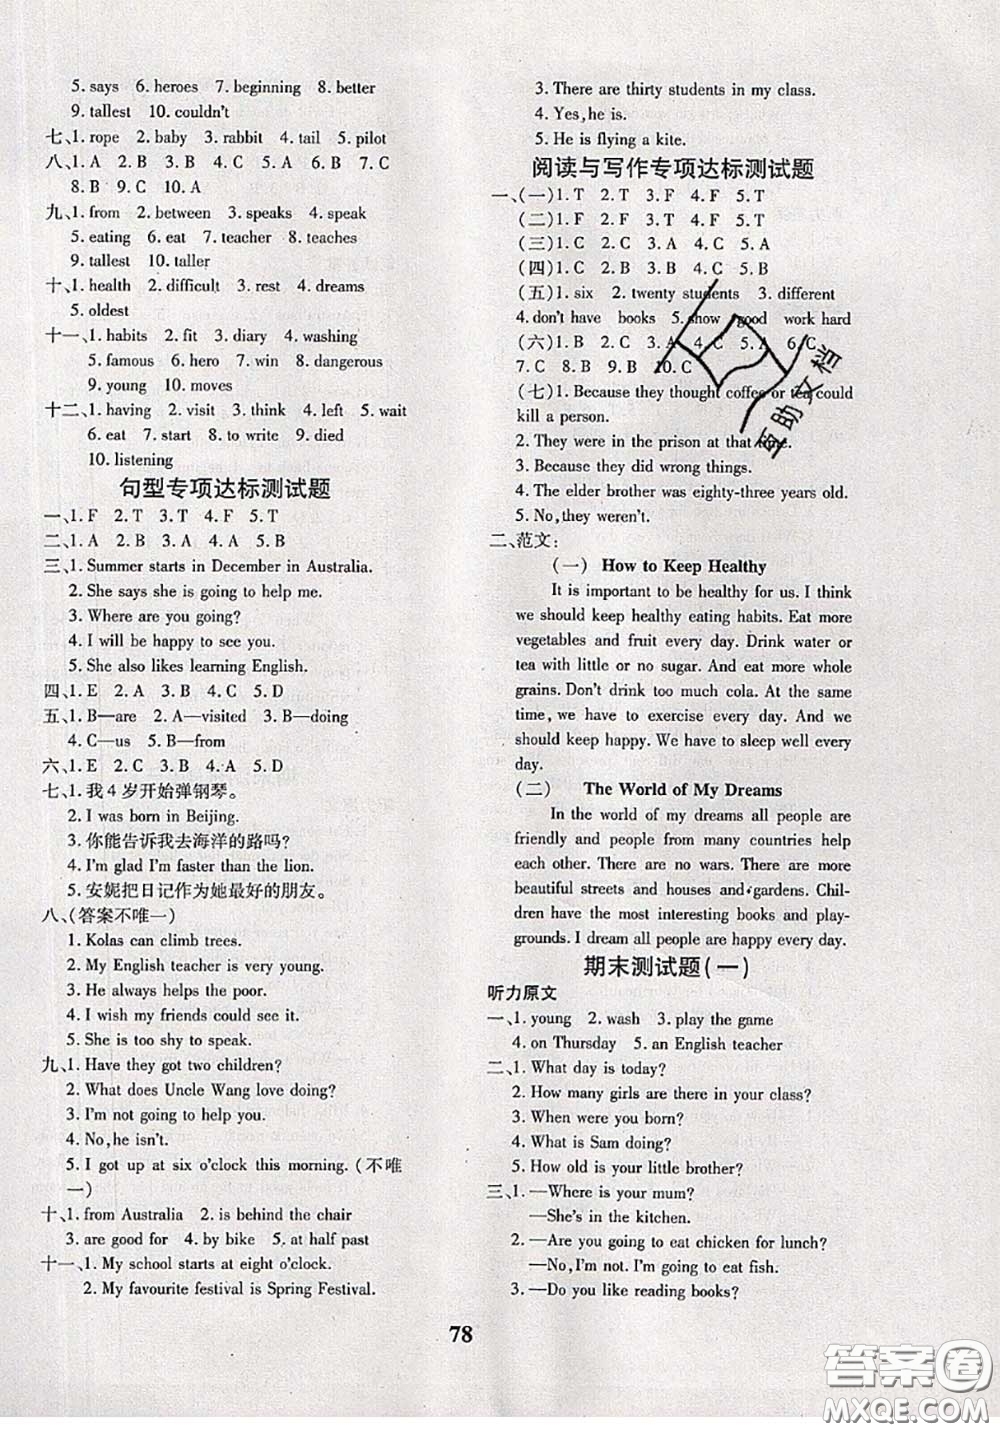 5. says 6. heroes 7. beginning 8. better
9. tallest 10. couldn't
七、1. rope 2. baby 3. rabbit 4. tail 5. pilot
八、1. A 2. B 3. B 4. C 5. A 6. B 7. C
8. B 9. C 10. A
九、1. from 2. between 3. speaks 4. speak
5. eating 6. eat 7. teacher 8. teaches
9. tallest 10. taller
十、1. health 2. difficult 3. rest 4. dreams
5. oldest
十一、1. habits 2. fit 3. diary 4. washing
5. famous 6. hero 7. win 8. dangerous
9. young 10. moves
十二、1. having 2. visit 3. think 4. left 5. wait
6. eat 7. start 8. to write 9. died
10. listening
句型专项达标测试题
一、1. F 2. T 3. T 4. F 5. T
二、1. A 2. B 3. A 4. A 5. B
三、1. Summer starts in December in Australia.
2. She says she is going to help me.
3. Where are you going?
4. I will be happy to see you.
5. She also likes learning English.
四、1. E 2. A 3. B 4. C 5. D
五、1. B—are 2. A—visited 3. B—doing
4. C—us 5. B—from
六、1. E 2. C 3. B 4. A 5. D
七、1. 我 4 岁开始弹钢琴。
2. I was born in Beijing.
3. 你能告诉我去海洋的路吗?
4. I'm glad I'm faster than the lion.
5. 安妮把日记作为她最好的朋友。
八、(答案不唯一)
1. Kolas can climb trees.
2. My English teacher is very young.
3. He always helps the poor.
4. I wish my friends could see it.
5. She is too shy to speak.
九、1. Have they got two children?
2. What does Uncle Wang love doing?
3. I'm not going to help you.
4. No, he isn't.
5. I got up at six o'clock this morning. (不唯
一)
十、1. from Australia 2. is behind the chair
3. are good for 4. by bike 5. at half past
十一、1. My school starts at eight o'clock.
2. My favourite festival is Spring Festival.
3. There are thirty students in my class.
4. Yes, he is.
5. He is flying a kite.
阅读与写作专项达标测试题
一、(一)1. T 2. T 3. F 4. F 5. T
(二)1. F 2. F 3. T 4. F 5. T
(三)1. C 2. A 3. B 4. C 5. A
(四)1. C 2. B 3. A 4. B 5. C
(五)1. six 2. twenty students 3. different
4. don't have books 5. show good work hard
(六)1. B 2. C 3. A 4. C 5. A 6. C
7. C 8. B 9. B 10. C
(七)1. Because they thought coffee or tea could
kill a person.
2. They were in the prison at that time.
3. Because they did wrong things.
4. The elder brother was eighty-three years old.
5. No, they weren't.
二、范文:
(一) How to Keep Healthy
It is important to be healthy for us. I think
we should keep healthy eating habits. Eat more
vegetables and fruit every day. Drink water or
tea with little or no sugar. And eat more whole
grains. Don't drink too much cola. At the same
time, we have to exercise every day. And we
should keep happy. We have to sleep well every
day.
(二) The World of My Dreams
In the world of my dreams all people are
friendly and people from many countries help
each other. There are no wars. There are more
beautiful streets and houses and gardens. Chil-
dren have the most interesting books and play-
grounds. I dream all people are happy every day.
期末测试题(一)
听力原文
一、1. young 2. wash 3. play the game
4. on Thursday 5. an English teacher
二、1. What day is today?
2. How many girls are there in your class?
3. When were you born?
4. What is Sam doing?
5. How old is your little brother?
三、1. —Where is your mum?
—She's in the kitchen.
2. —Are you going to eat chicken for lunch?
—No, I'm not. I'm going to eat fish.
3. —Do you like reading books?
78
答案卷
MXQE.COM